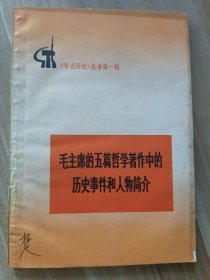 《学点历史》丛书第一辑
毛主席的五篇哲学著作中的
历史事件和人物简介